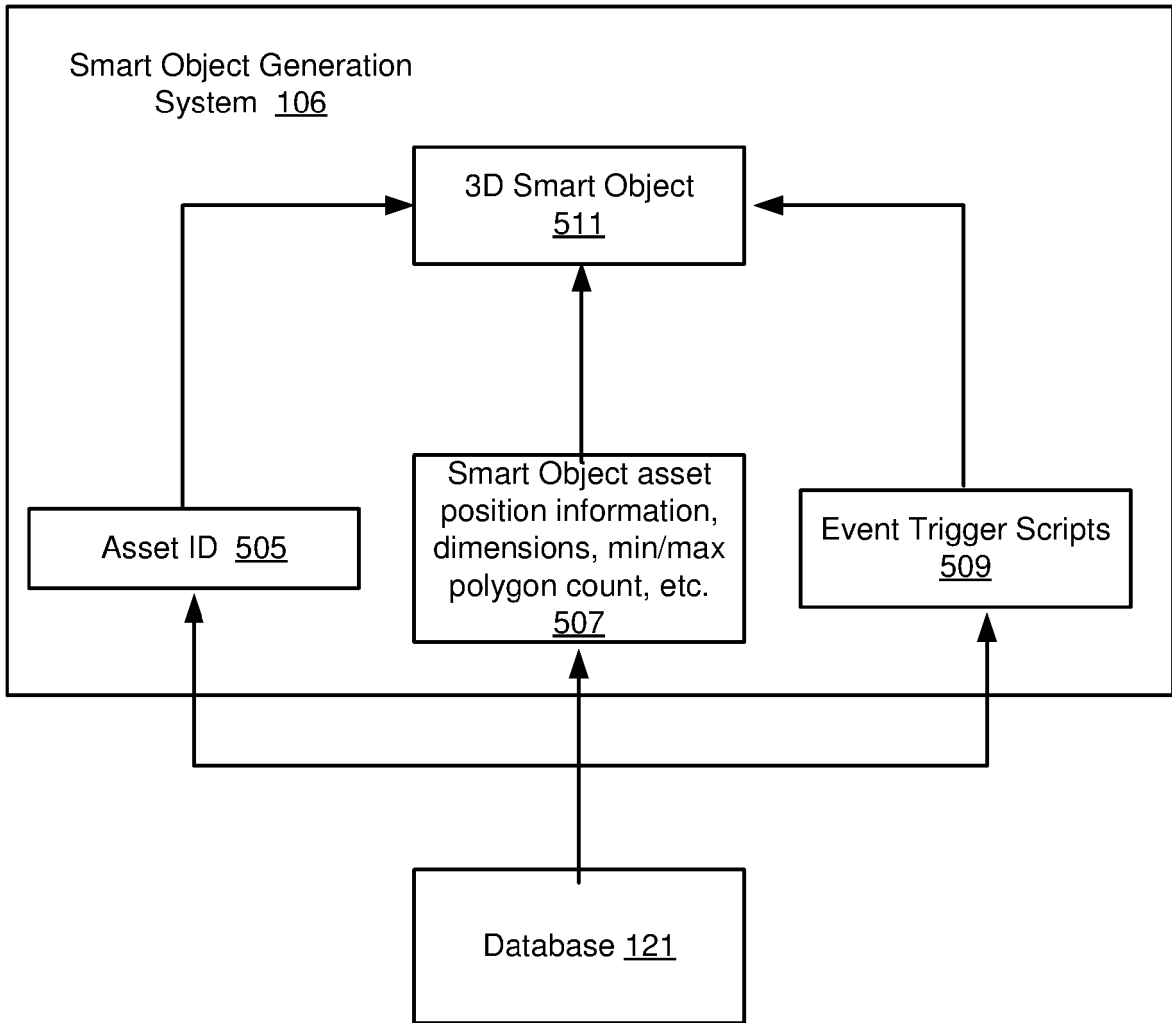 Smart Object Generation
System 106
3D Smart Object
511
Smart Object asset
position information,
dimensions, min/max
polygon count, etc.
507
Asset ID 505
Event Trigger Scripts
509
Database 121